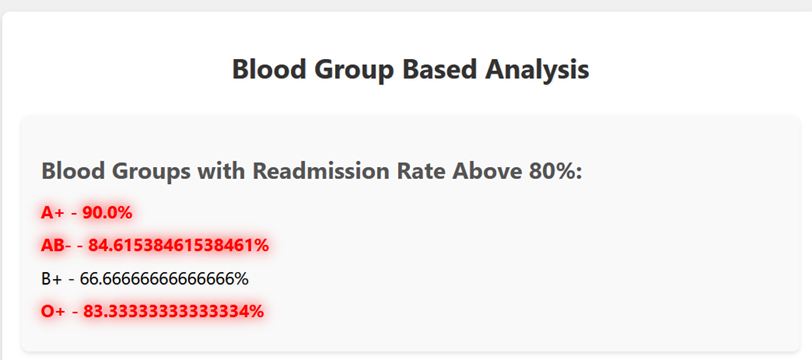 Blood Group Based Analysis
Blood Groups with Readmission Rate Above 80%:
A+ - 90.0%
AB- - 84.61538461538461%
B+ - 66.66666666666666%
O+ - 83.33333333333334%